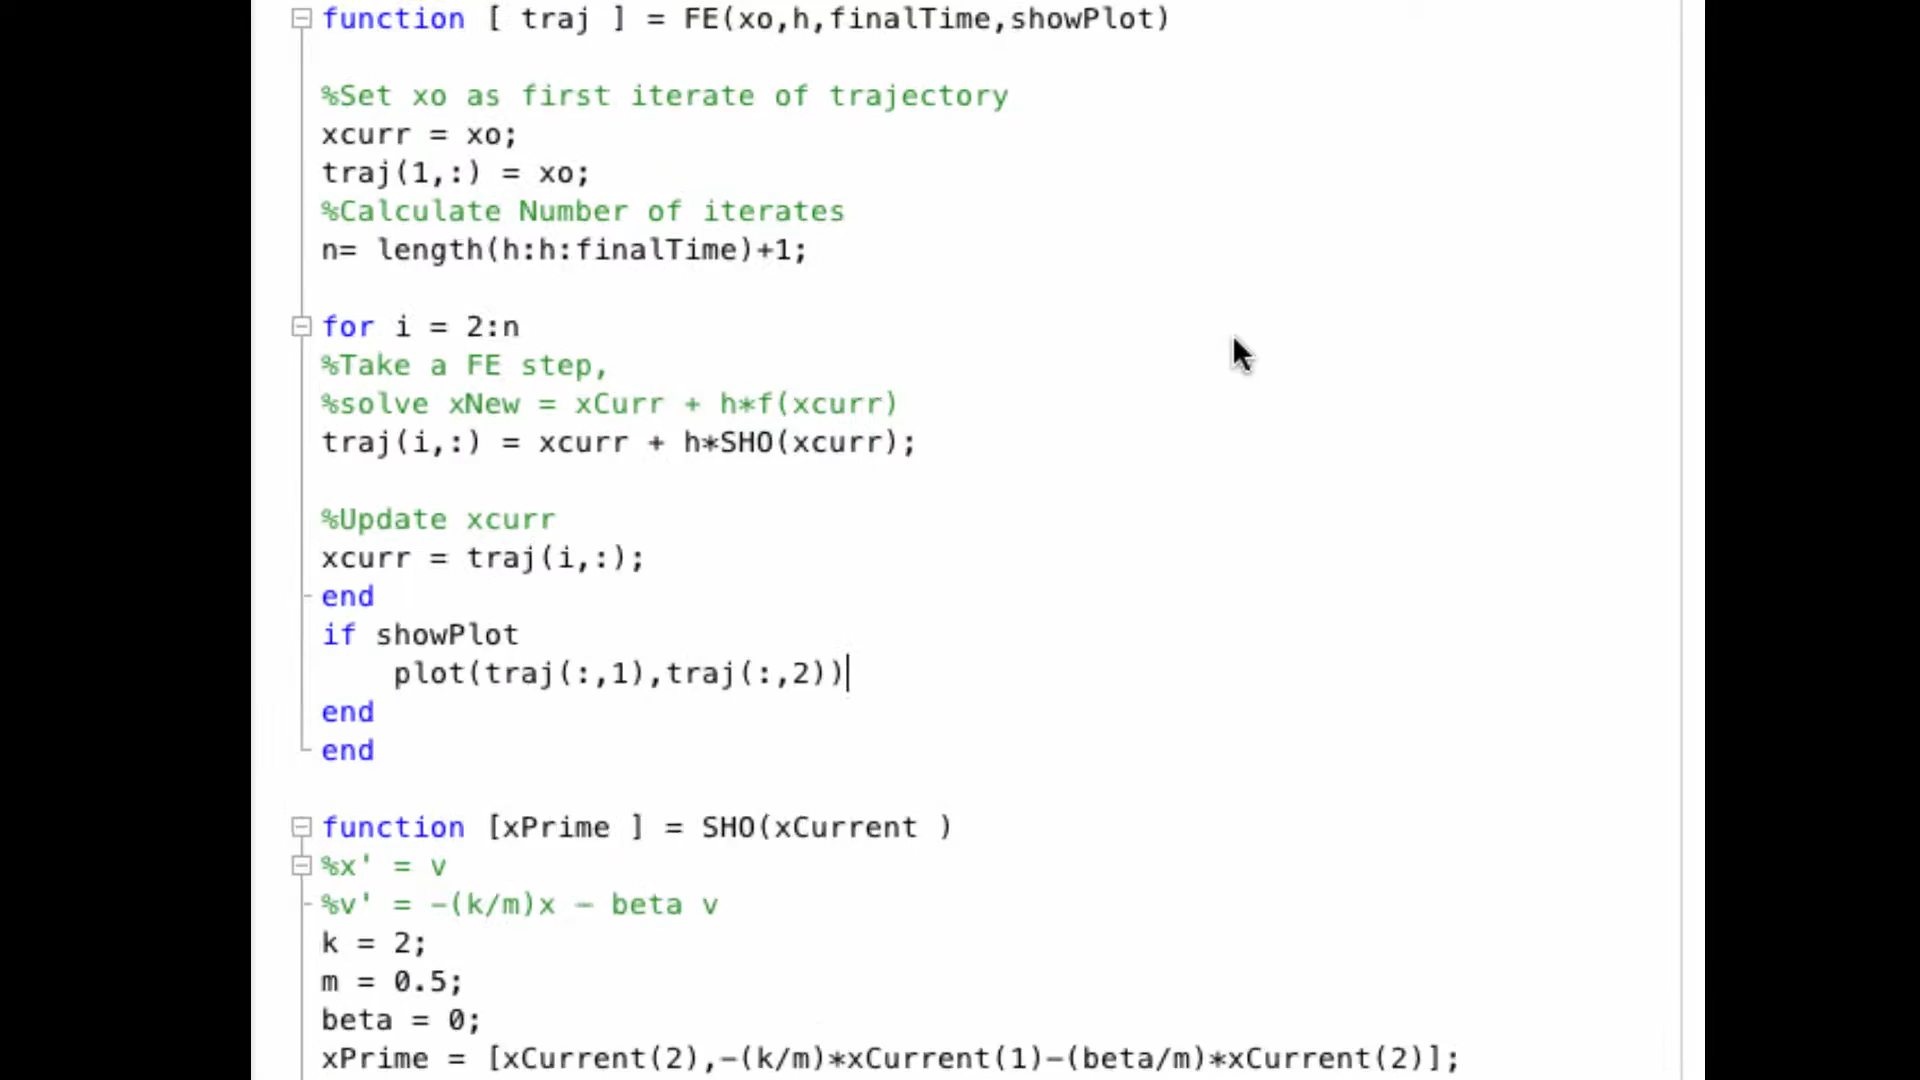 function [ traj ] = FE(xo,h,finalTime,showPlot)
%Set xo as first iterate of trajectory
xcurr = xo;
traj(1,:) = xo;
%Calculate Number of iterates
n= length(h:h:finalTime)+1;
for i = 2:n
%Take a FE step,
%solve xNew = xCurr + h*f(xcurr)
traj(i,:) = xcurr + h*SHO(xcurr);
%Update xcurr
xcurr = traj(i,:);
end
if showPlot
plot(traj(:,1),traj(:,2))
end
end
function [xPrime ] = SHO(xCurrent )
%x' = v
%v' = -(k/m)x - beta v
k = 2;
m = 0.5;
beta = 0;
xPrime = [xCurrent(2),-(k/m)*xCurrent(1)-(beta/m)*xCurrent(2)];